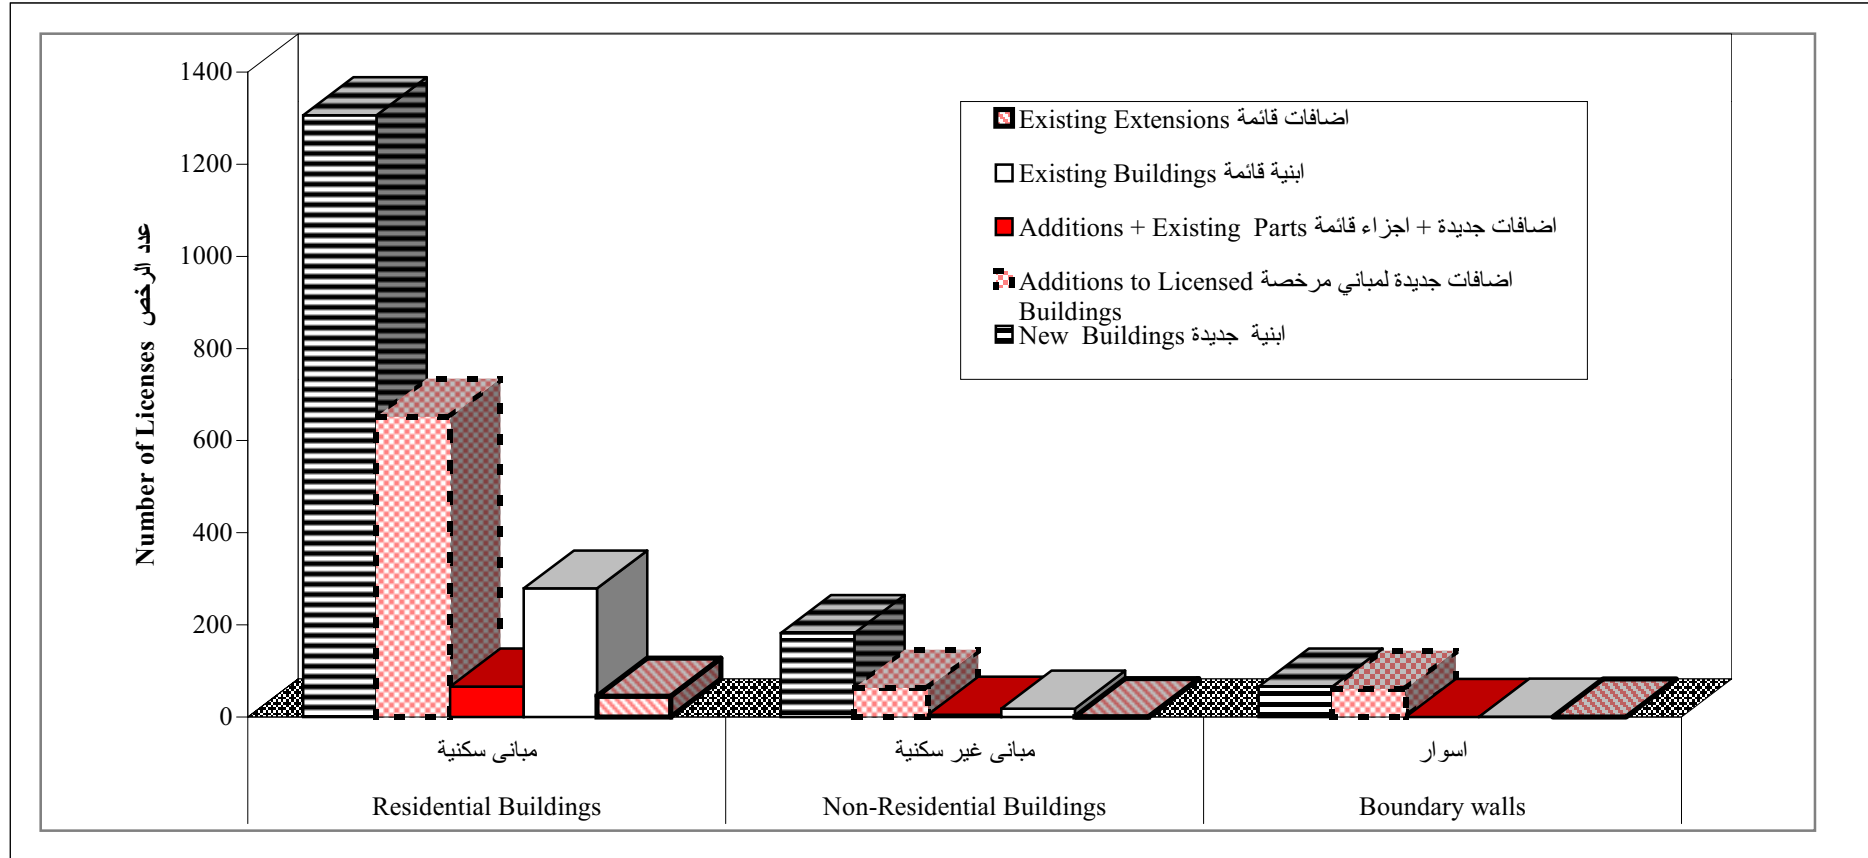 1400
1200
1000
800
600
400
200
0
Number of Licenses عدد الرخص
Existing Extensions اضافات قائمة
Existing Buildings ابنية قائمة
Additions + Existing Parts اضافات جديدة + اجزاء قائمة
Additions to Licensed اضافات جديدة لمباني مرخصة
Buildings
New Buildings ابنية جديدة
مبانى سكنية
مبانى غير سكنية
اسوار
Residential Buildings
Non-Residential Buildings
Boundary walls